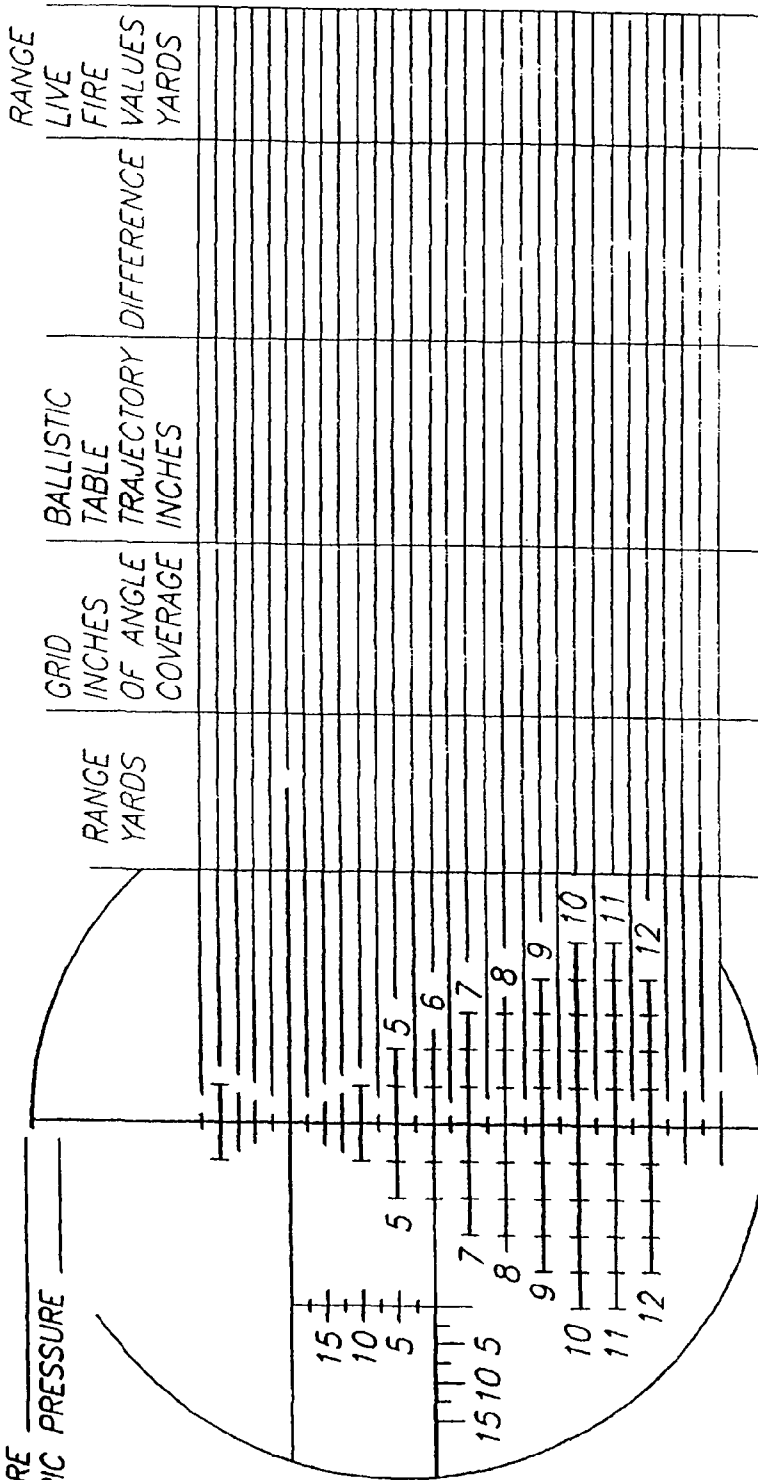 RE
IC PRESSURE
RANGE
YARDS
GRID
INCHES
OF ANGLE
COVERAGE
BALLISTIC
TABLE
TRAJECTORY
INCHES
DIFFERENCE
RANGE
LIVE
FIRE
VALUES
YARDS
15
10
5
15 10 5
5 5
6
7 7
8 8
9 9
10 10
11 11
12 12